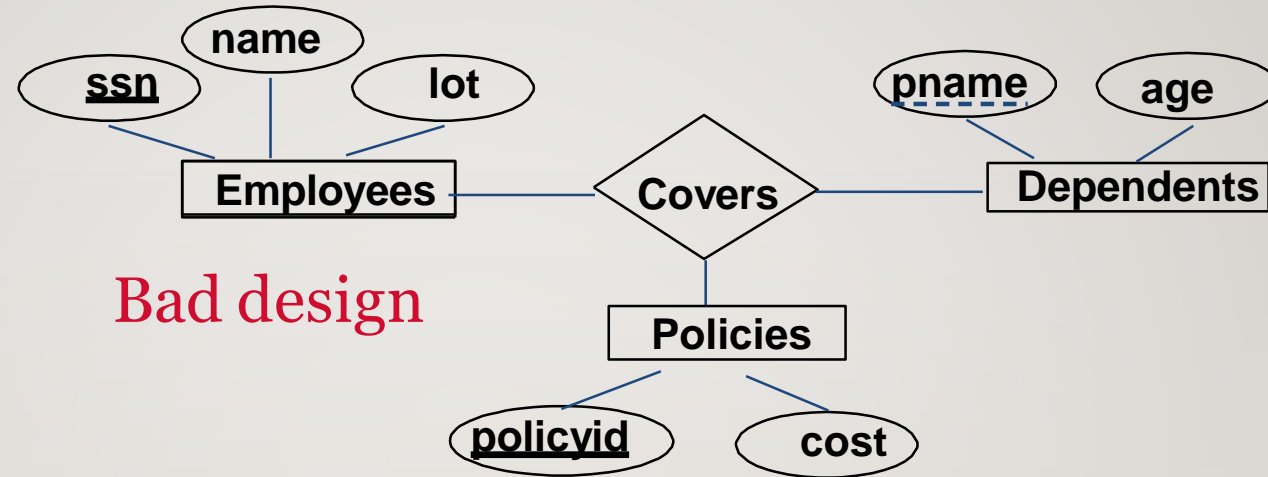 name
ssn
lot
pname
age
Employees
Covers
Dependents
Bad design
Policies
policyid
cost